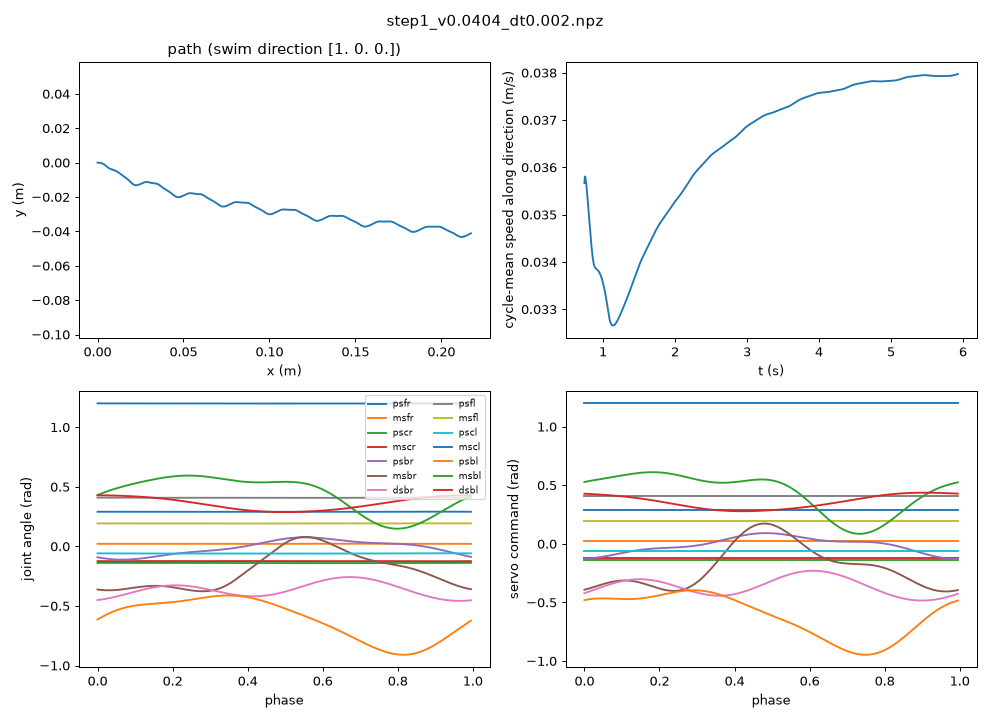 step1_v0.0404_dt0.002.npz
path (swim direction [1. 0. 0.])
0.04
0.02
0.00
−0.02
−0.04
−0.06
−0.08
−0.10
y (m)
0.00 0.05 0.10 0.15 0.20
x (m)
0.038
0.037
0.036
0.035
0.034
0.033
cycle-mean speed along direction (m/s)
1 2 3 4 5 6
t (s)
1.0
0.5
0.0
−0.5
−1.0
joint angle (rad)
psfr psfl
msfr msfl
pscr pscl
mscr mscl
psbr psbl
msbr msbl
dsbr dsbl
0.0 0.2 0.4 0.6 0.8 1.0
phase
1.0
0.5
0.0
−0.5
−1.0
servo command (rad)
0.0 0.2 0.4 0.6 0.8 1.0
phase